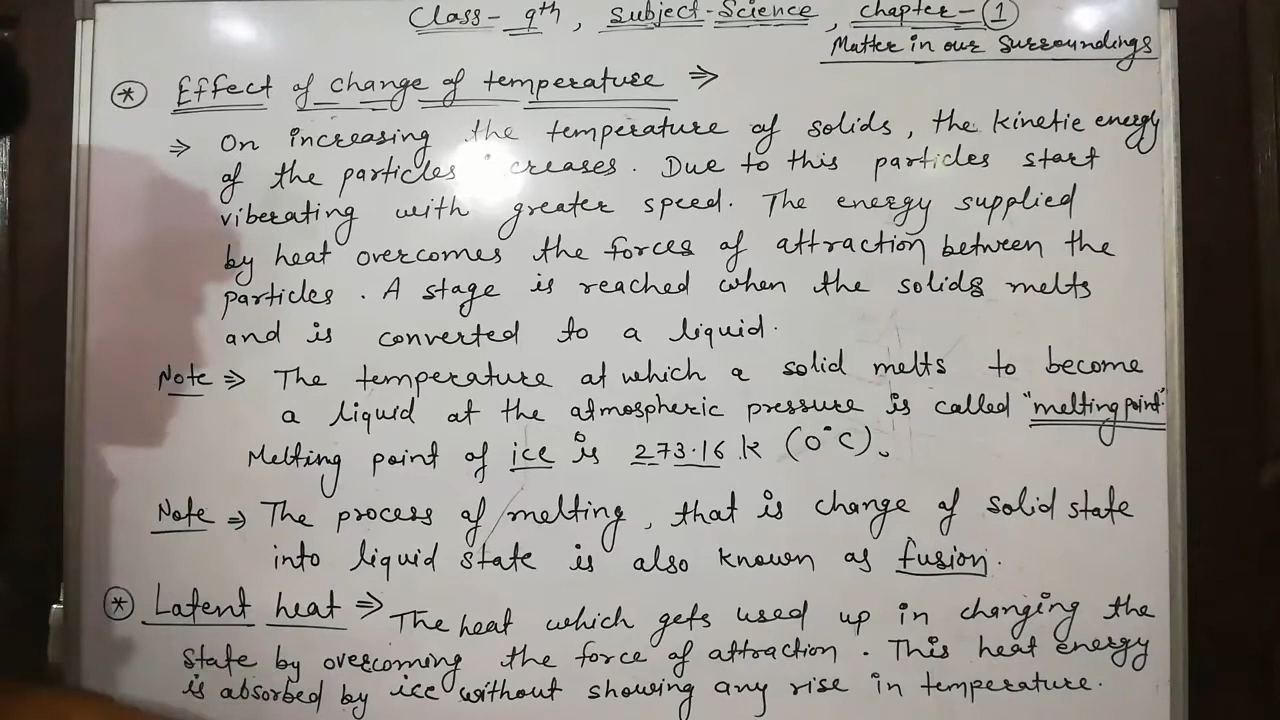 Class- 9th, Subject-Science, chapter-①
Matter in our Surroundings
* Effect of change of temperature ⇒
⇒ On increasing the temperature of solids, the kinetic energy
of the particles creases. Due to this particles start
viberating with greater speed. The energy supplied
by heat overcomes the forces of attraction between the
particles. A stage is reached when the solids melts
and is converted to a liquid.
Note ⇒ The temperature at which a solid melts to become
a liquid at the atmospheric pressure is called "melting point".
Melting point of ice is 273.16 k (0°C).
Note ⇒ The process of melting, that is change of solid state
into liquid state is also known as fusion.
* Latent heat ⇒ The heat which gets used up in changing the
state by overcoming the force of attraction. This heat energy
is absorbed by ice without showing any rise in temperature.